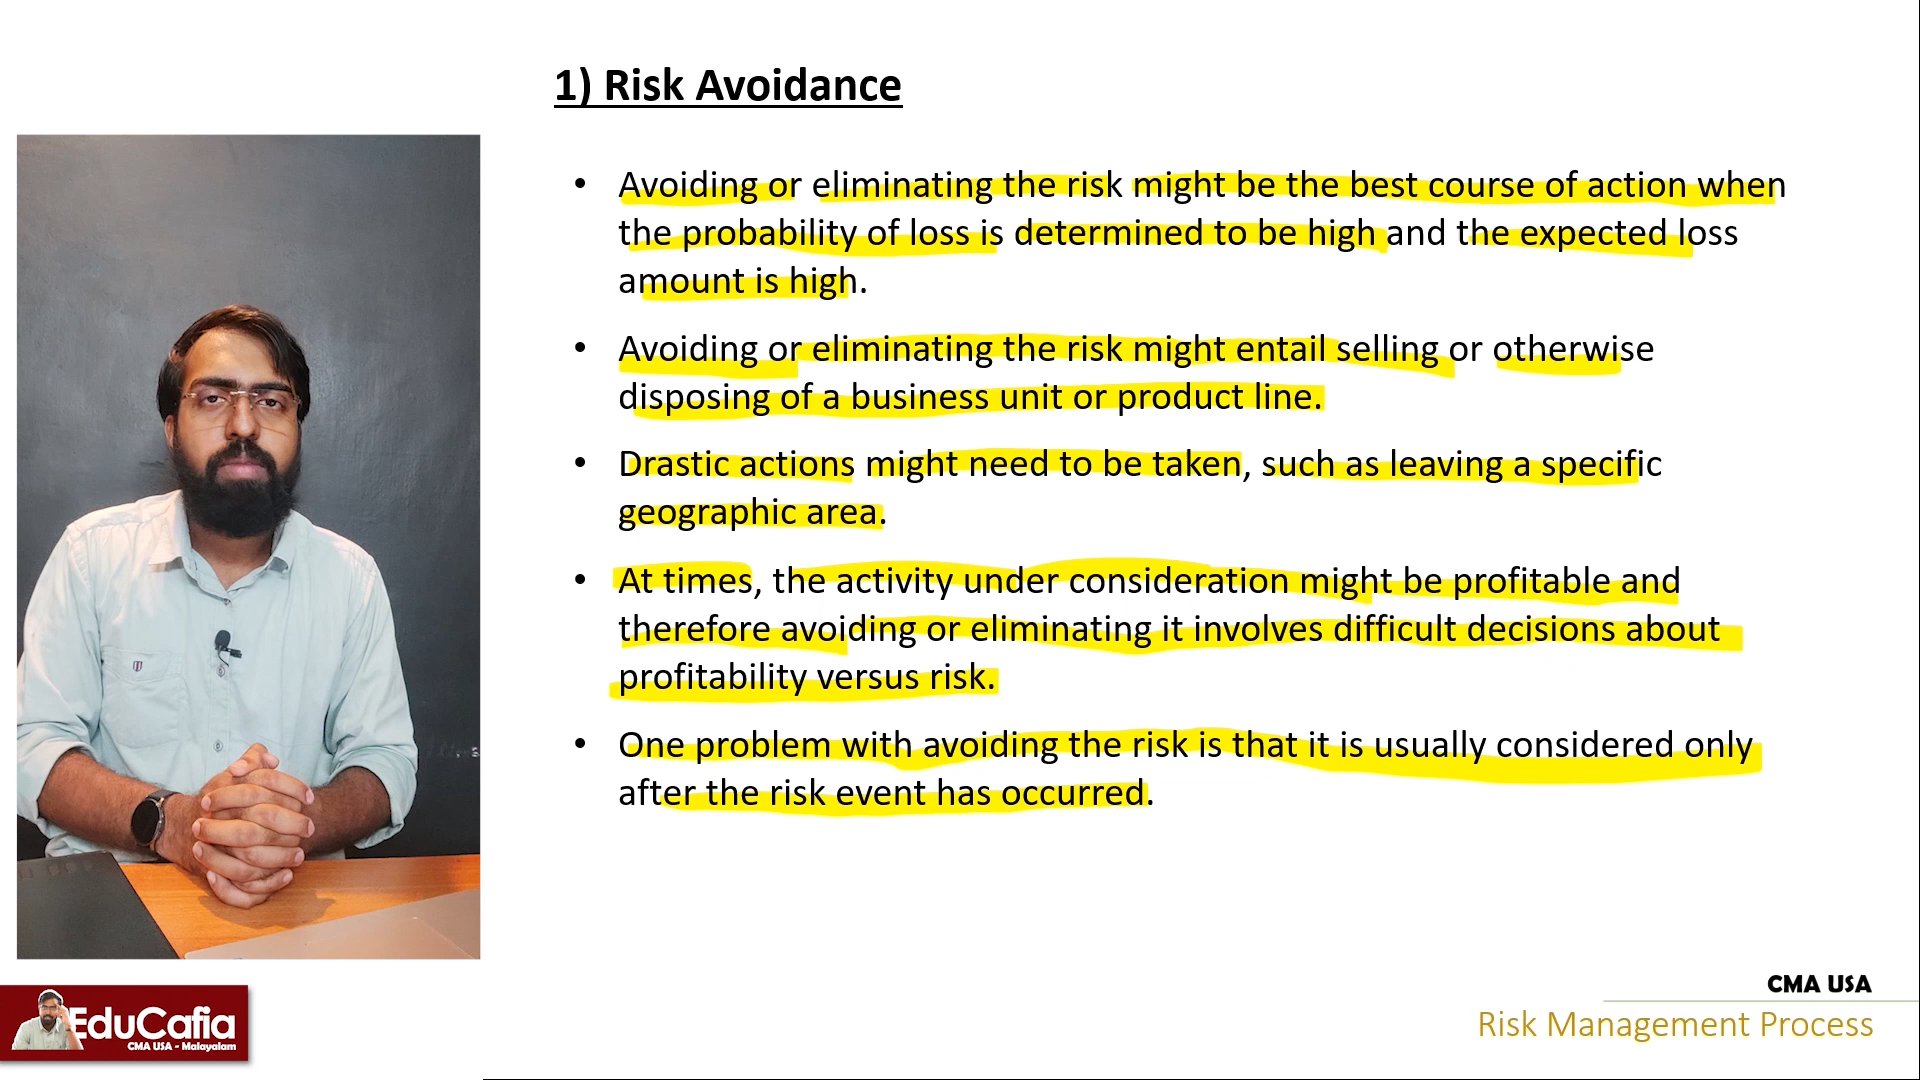 1) Risk Avoidance
• Avoiding or eliminating the risk might be the best course of action when
the probability of loss is determined to be high and the expected loss
amount is high.
• Avoiding or eliminating the risk might entail selling or otherwise
disposing of a business unit or product line.
• Drastic actions might need to be taken, such as leaving a specific
geographic area.
• At times, the activity under consideration might be profitable and
therefore avoiding or eliminating it involves difficult decisions about
profitability versus risk.
• One problem with avoiding the risk is that it is usually considered only
after the risk event has occurred.
EduCafia
CMA USA - Malayalam
CMA USA
Risk Management Process